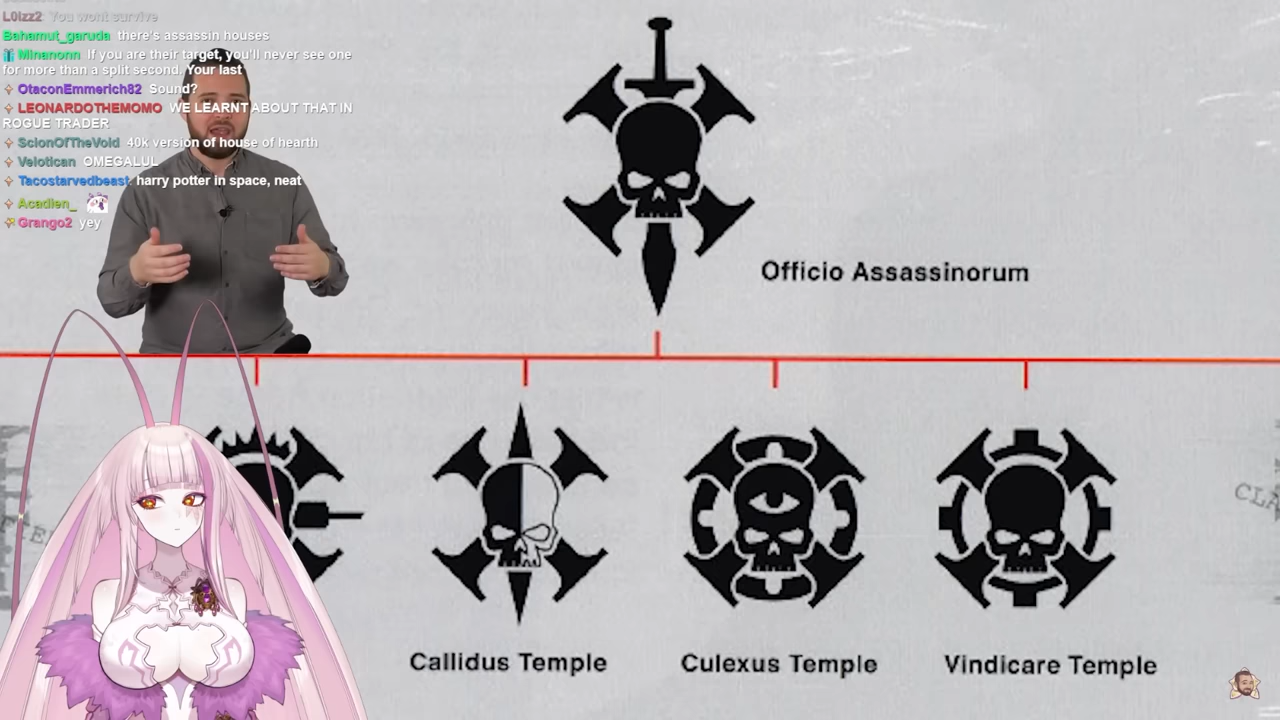 L0lzz2 You wont survive
Bahamut_garuda there's assassin houses
Minanonn If you are their target, you'll never see one
for more than a split second. Your last
OtaconEmmerich82 Sound?
LEONARDOTHEMOMO WE LEARNT ABOUT THAT IN
ROGUE TRADER
ScionOfTheVoid 40k version of house of hearth
Velotican OMEGALUL
Tacostarvedbeast harry potter in space, neat
Acadien_
Grango2 yey
Officio Assassinorum
Callidus Temple
Culexus Temple
Vindicare Temple